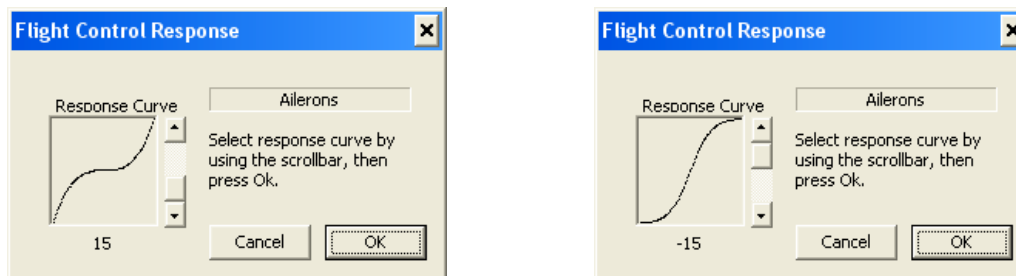 Flight Control Response
Response Curve
Ailerons
Select response curve by
using the scrollbar, then
press Ok.
15
Cancel
OK
Flight Control Response
Response Curve
Ailerons
Select response curve by
using the scrollbar, then
press Ok.
-15
Cancel
OK